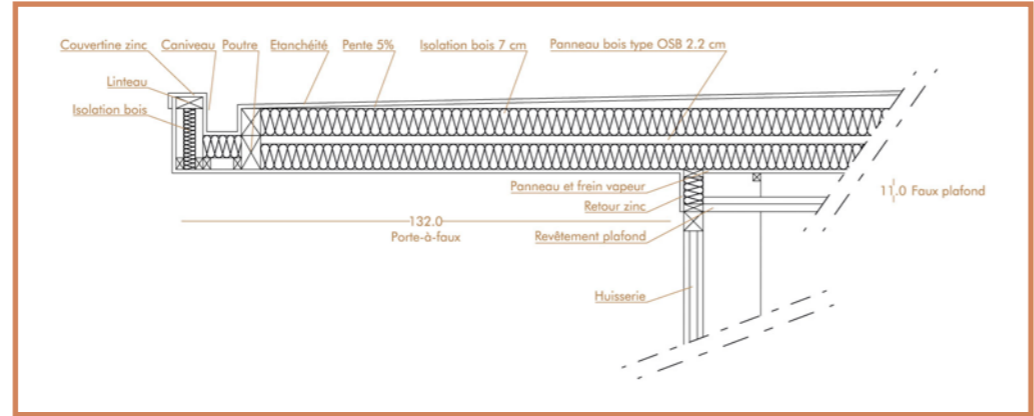 Couvertine zinc
Caniveau
Poutre
Etanchéité
Pente 5%
Isolation bois 7 cm
Panneau bois type OSB 2.2 cm
Linteau
Isolation bois
Panneau et frein vapeur
11.0 Faux plafond
Retour zinc
132.0
Porte-à-faux
Revêtement plafond
Huisserie